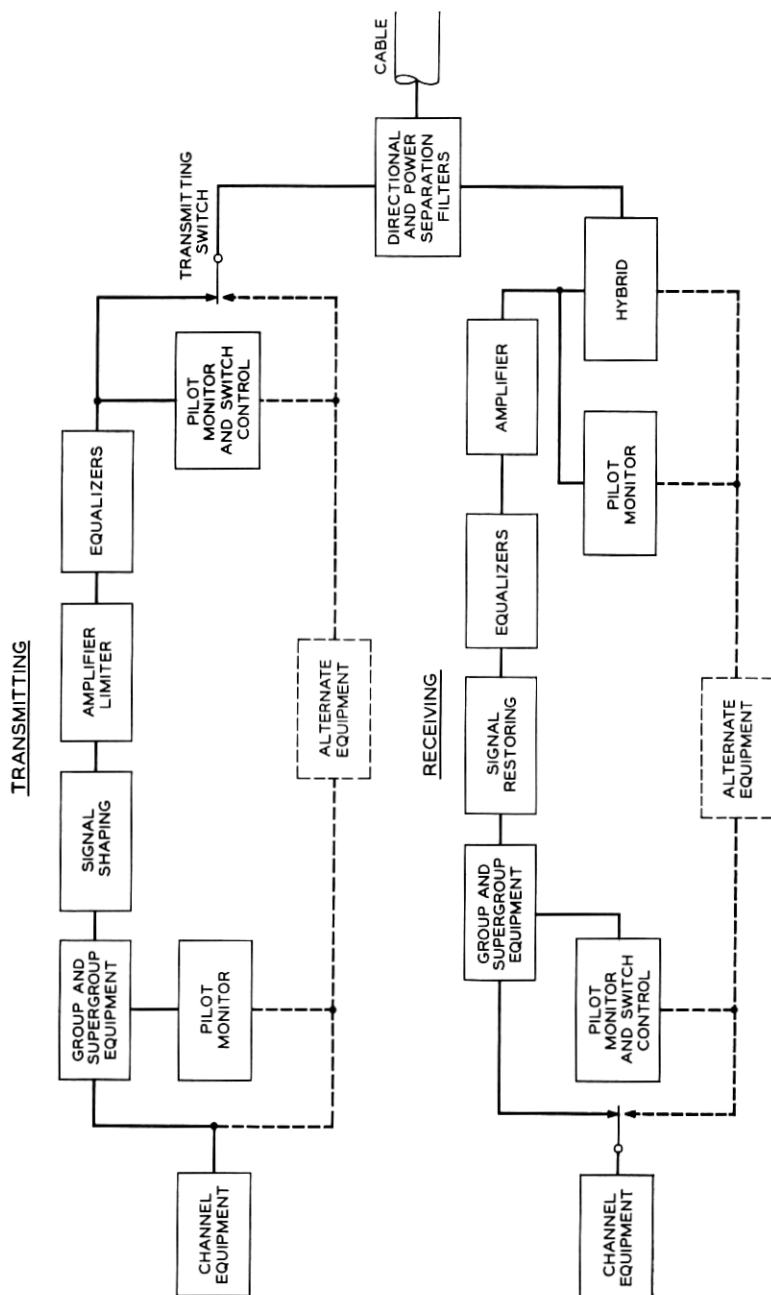 TRANSMITTING
CHANNEL
EQUIPMENT
GROUP AND
SUPERGROUP
EQUIPMENT
PILOT
MONITOR
SIGNAL
SHAPING
AMPLIFIER
LIMITER
EQUALIZERS
PILOT
MONITOR
AND SWITCH
CONTROL
ALTERNATE
EQUIPMENT
TRANSMITTING
SWITCH
DIRECTIONAL
AND POWER
SEPARATION
FILTERS
CABLE
RECEIVING
CHANNEL
EQUIPMENT
GROUP AND
SUPERGROUP
EQUIPMENT
PILOT
MONITOR
AND SWITCH
CONTROL
SIGNAL
RESTORING
EQUALIZERS
AMPLIFIER
PILOT
MONITOR
HYBRID
ALTERNATE
EQUIPMENT